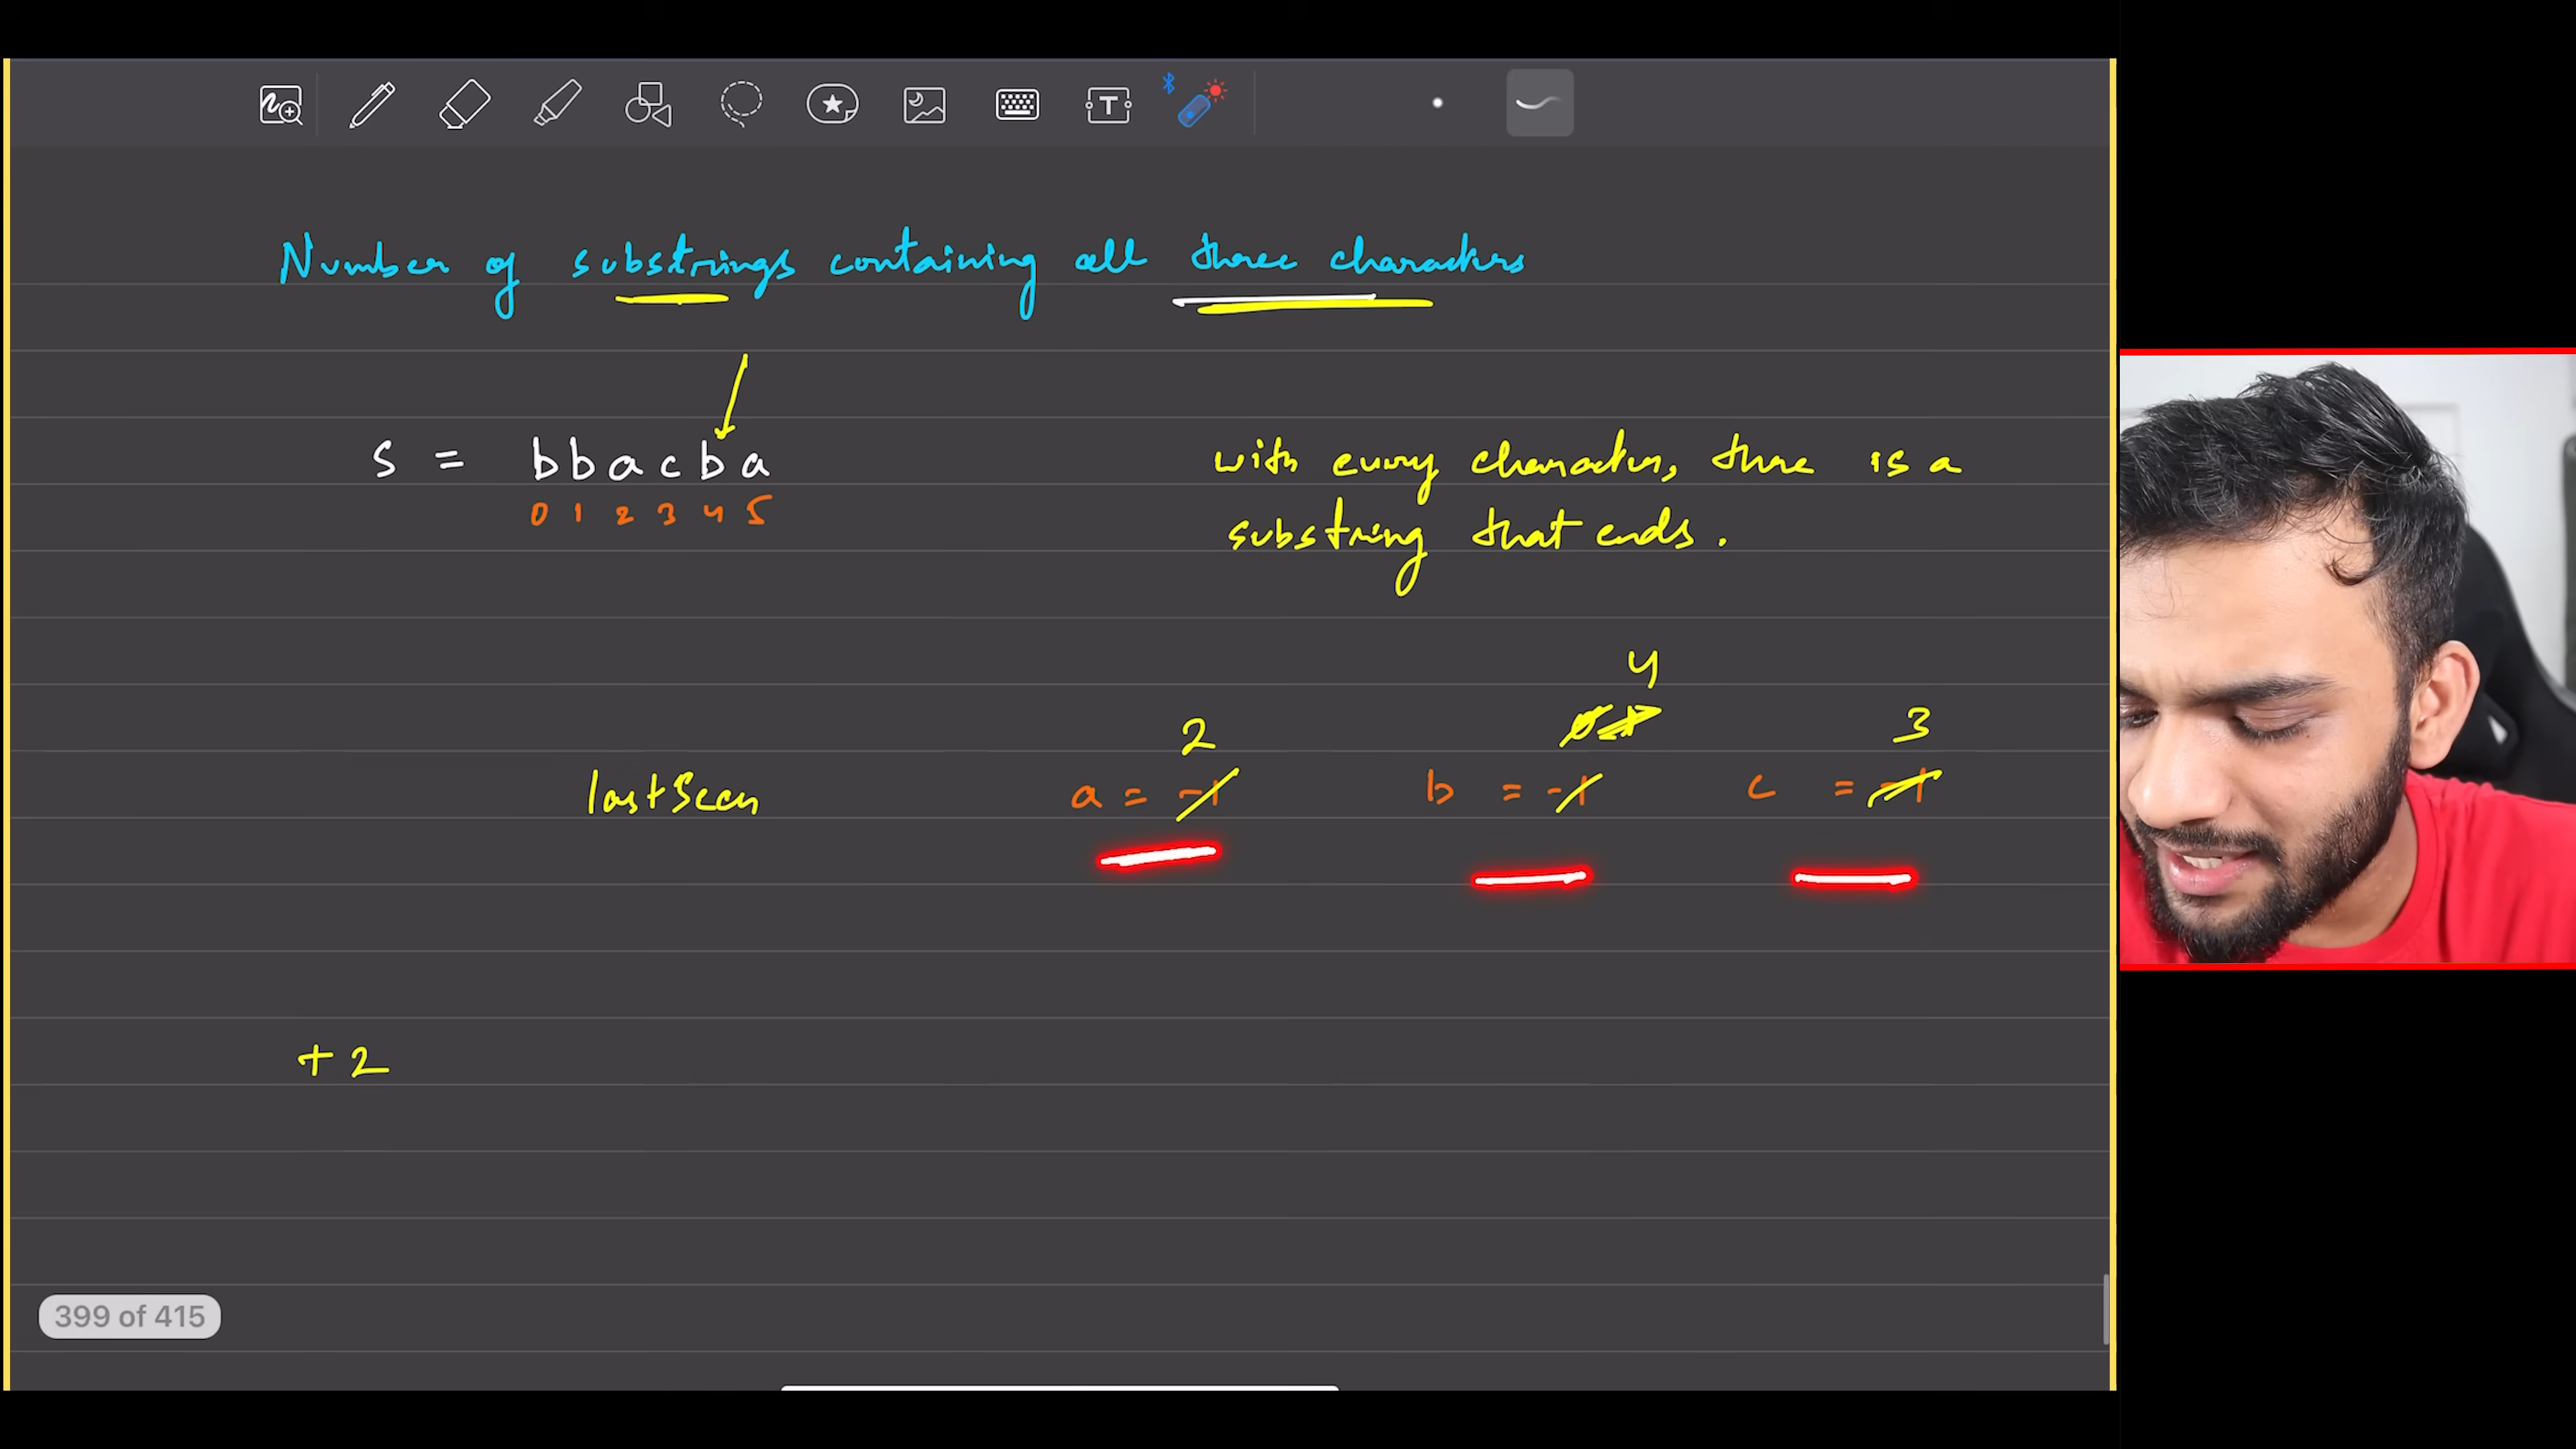 Number of substrings containing all three characters
s = bbacba
0 1 2 3 4 5
with every character, there is a
substring that ends.
4
2
3
lastSeen a = -1 b = -1 c = -1
+2
399 of 415